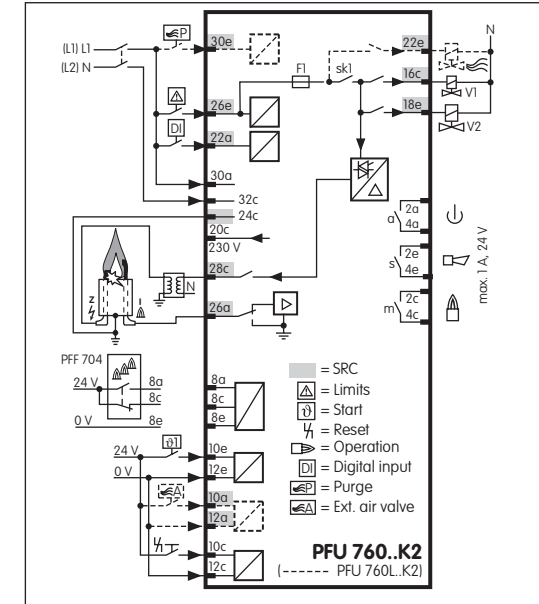 P
30e
(L1) L1
(L2) N
22e
N
F1
sk1
16c
V1
26e
18e
V2
DI
22a
30a
32c
24c
20c
230 V
28c
N
26a
Z
I
a
2a
4a
s
2e
4e
m
2c
4c
max. 1 A, 24 V
PFF 704
24 V
8a
8c
0 V
8e
8a
8c
8e
= SRC
= Limits
ϑ = Start
= Reset
= Operation
DI = Digital input
P = Purge
A = Ext. air valve
ϑ1
24 V
10e
0 V
12e
A
10a
12a
10c
12c
PFU 760..K2
(------ PFU 760L..K2)